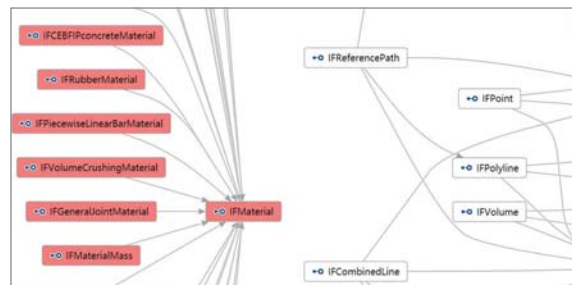 IFCEBFIPconcreteMaterial
IFRubberMaterial
IFPiecewiseLinearBarMaterial
IFVolumeCrushingMaterial
IFGeneralJointMaterial
IFMaterialMass
IFMaterial
IFReferencePath
IFPoint
IFPolyline
IFVolume
IFCombinedLine